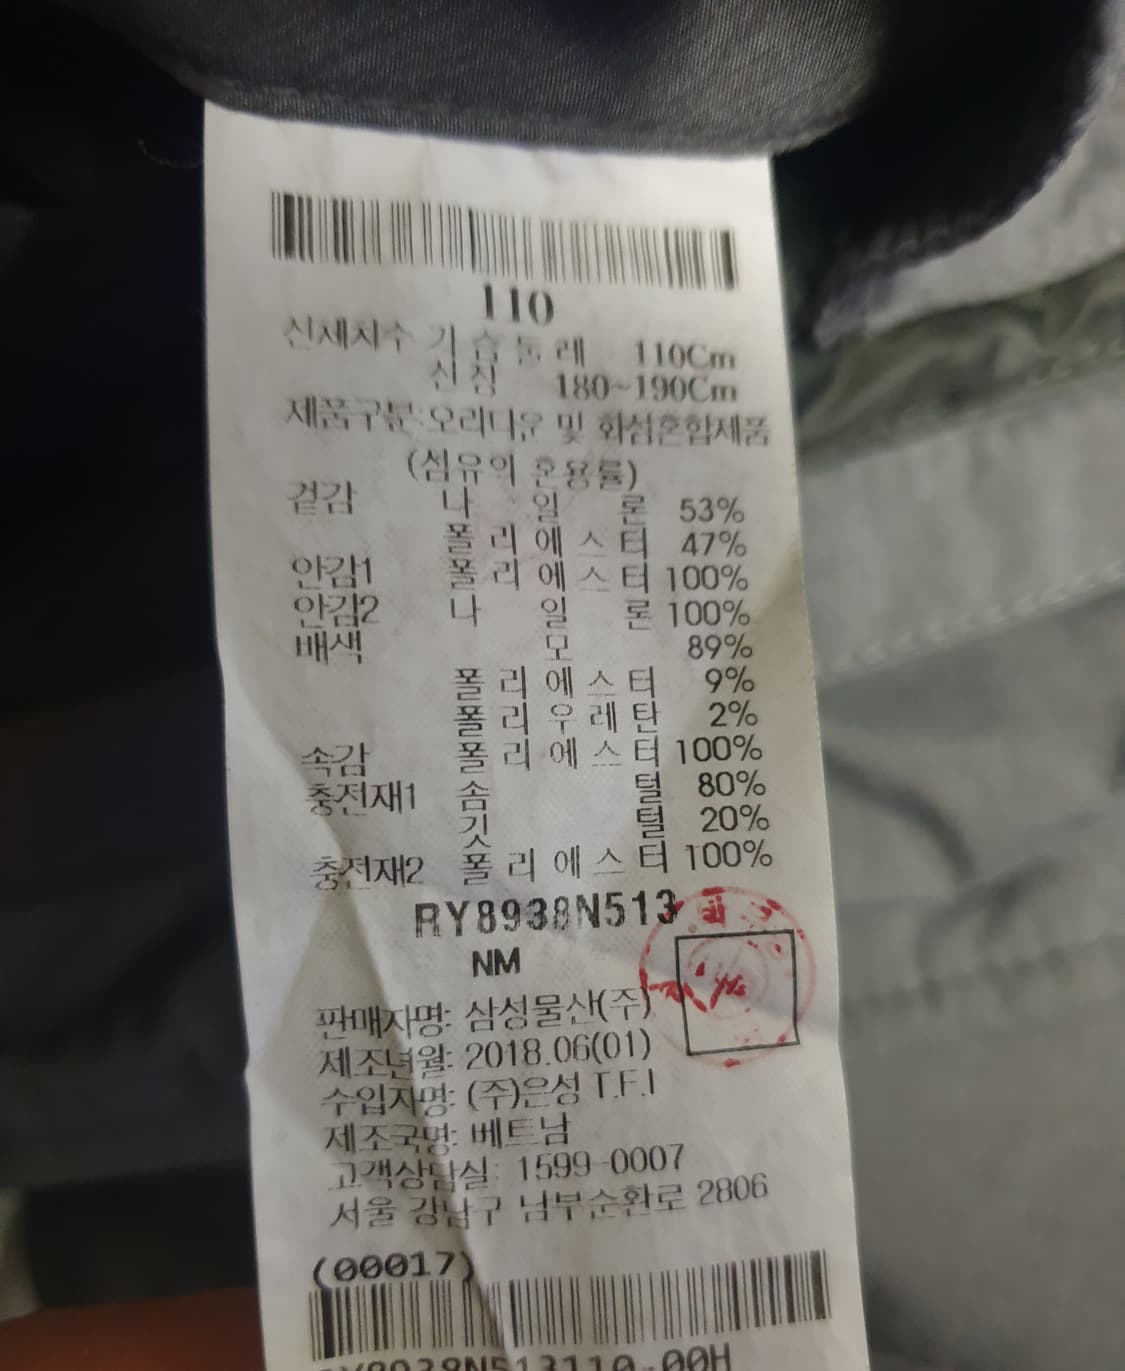 110
신체치수 가 슴 둘 레 110Cm
신 장 180~190Cm
제품구분:오리다운 및 화섬혼합제품
(섬유의 혼용률)
겉감 나 일 론 53%
폴 리 에 스 터 47%
안감1 폴 리 에 스 터 100%
안감2 나 일 론 100%
배색 모 89%
폴 리 에 스 터 9%
폴 리 우 레 탄 2%
속감 폴 리 에 스 터 100%
충전재1 솜 털 80%
깃 털 20%
충전재2 폴 리 에 스 터 100%
RY8938N513
NM
판매자명: 삼성물산(주)
제조년월: 2018.06(01)
수입자명: (주)은성 T.F.I
제조국명: 베트남
고객상담실: 1599-0007
서울 강남구 남부순환로 2806
(00017)
RY8938N513110-00H